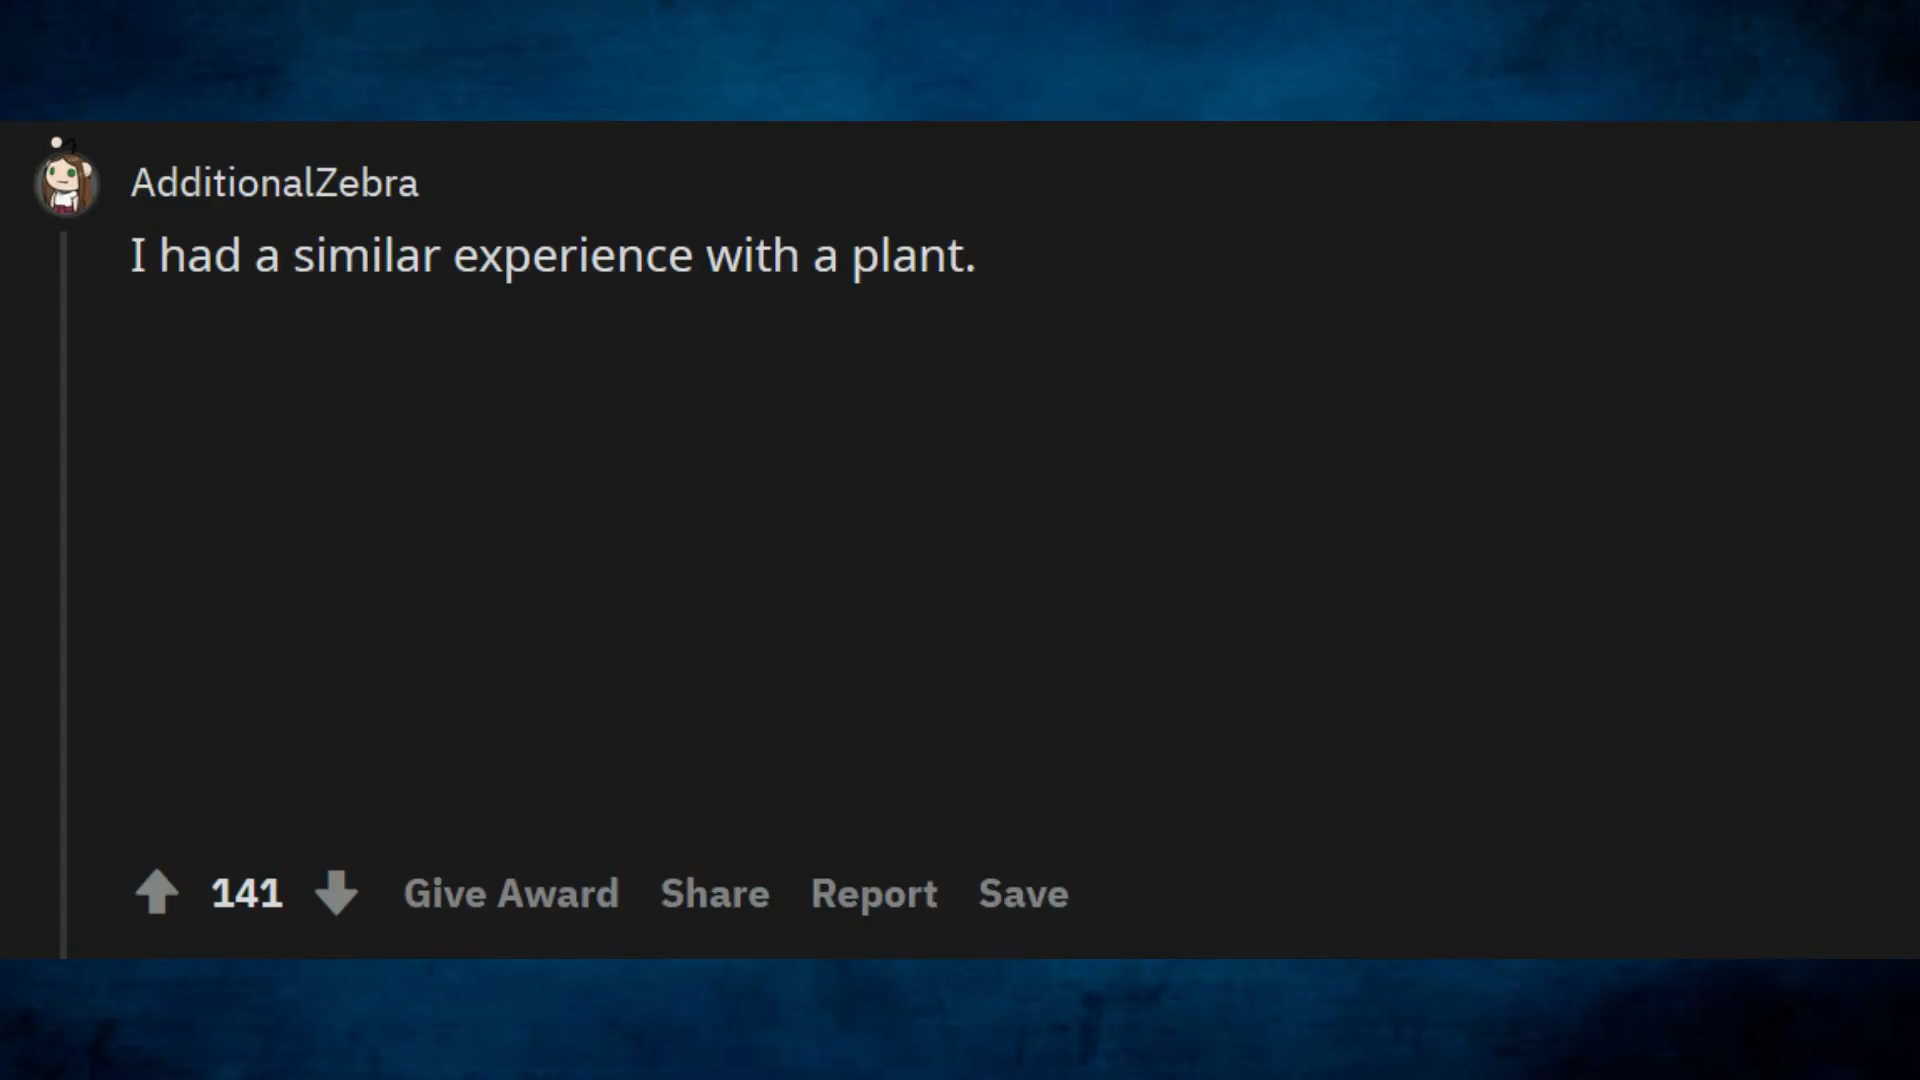 AdditionalZebra
I had a similar experience with a plant.
141 Give Award Share Report Save